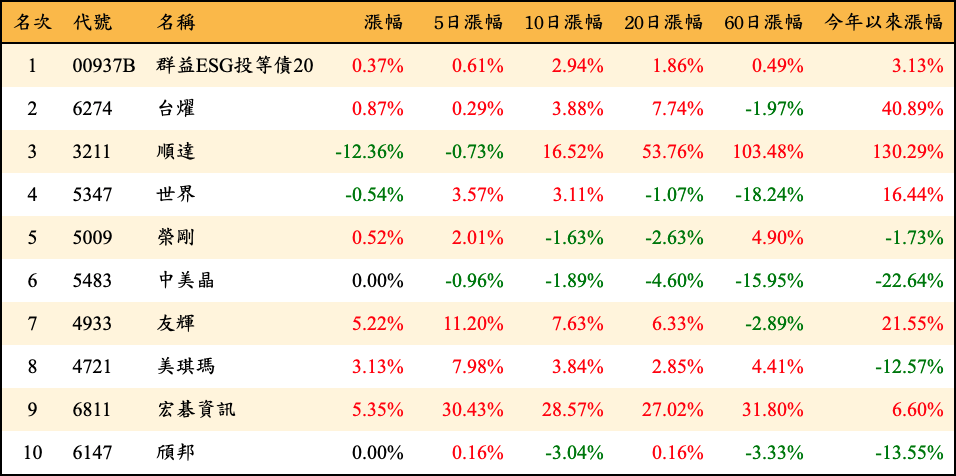 名次 代號 名稱 漲幅 5日漲幅 10日漲幅 20日漲幅 60日漲幅 今年以來漲幅
1 00937B 群益ESG投等債20 0.37% 0.61% 2.94% 1.86% 0.49% 3.13%
2 6274 台燿 0.87% 0.29% 3.88% 7.74% -1.97% 40.89%
3 3211 順達 -12.36% -0.73% 16.52% 53.76% 103.48% 130.29%
4 5347 世界 -0.54% 3.57% 3.11% -1.07% -18.24% 16.44%
5 5009 榮剛 0.52% 2.01% -1.63% -2.63% 4.90% -1.73%
6 5483 中美晶 0.00% -0.96% -1.89% -4.60% -15.95% -22.64%
7 4933 友輝 5.22% 11.20% 7.63% 6.33% -2.89% 21.55%
8 4721 美琪瑪 3.13% 7.98% 3.84% 2.85% 4.41% -12.57%
9 6811 宏碁資訊 5.35% 30.43% 28.57% 27.02% 31.80% 6.60%
10 6147 頎邦 0.00% 0.16% -3.04% 0.16% -3.33% -13.55%